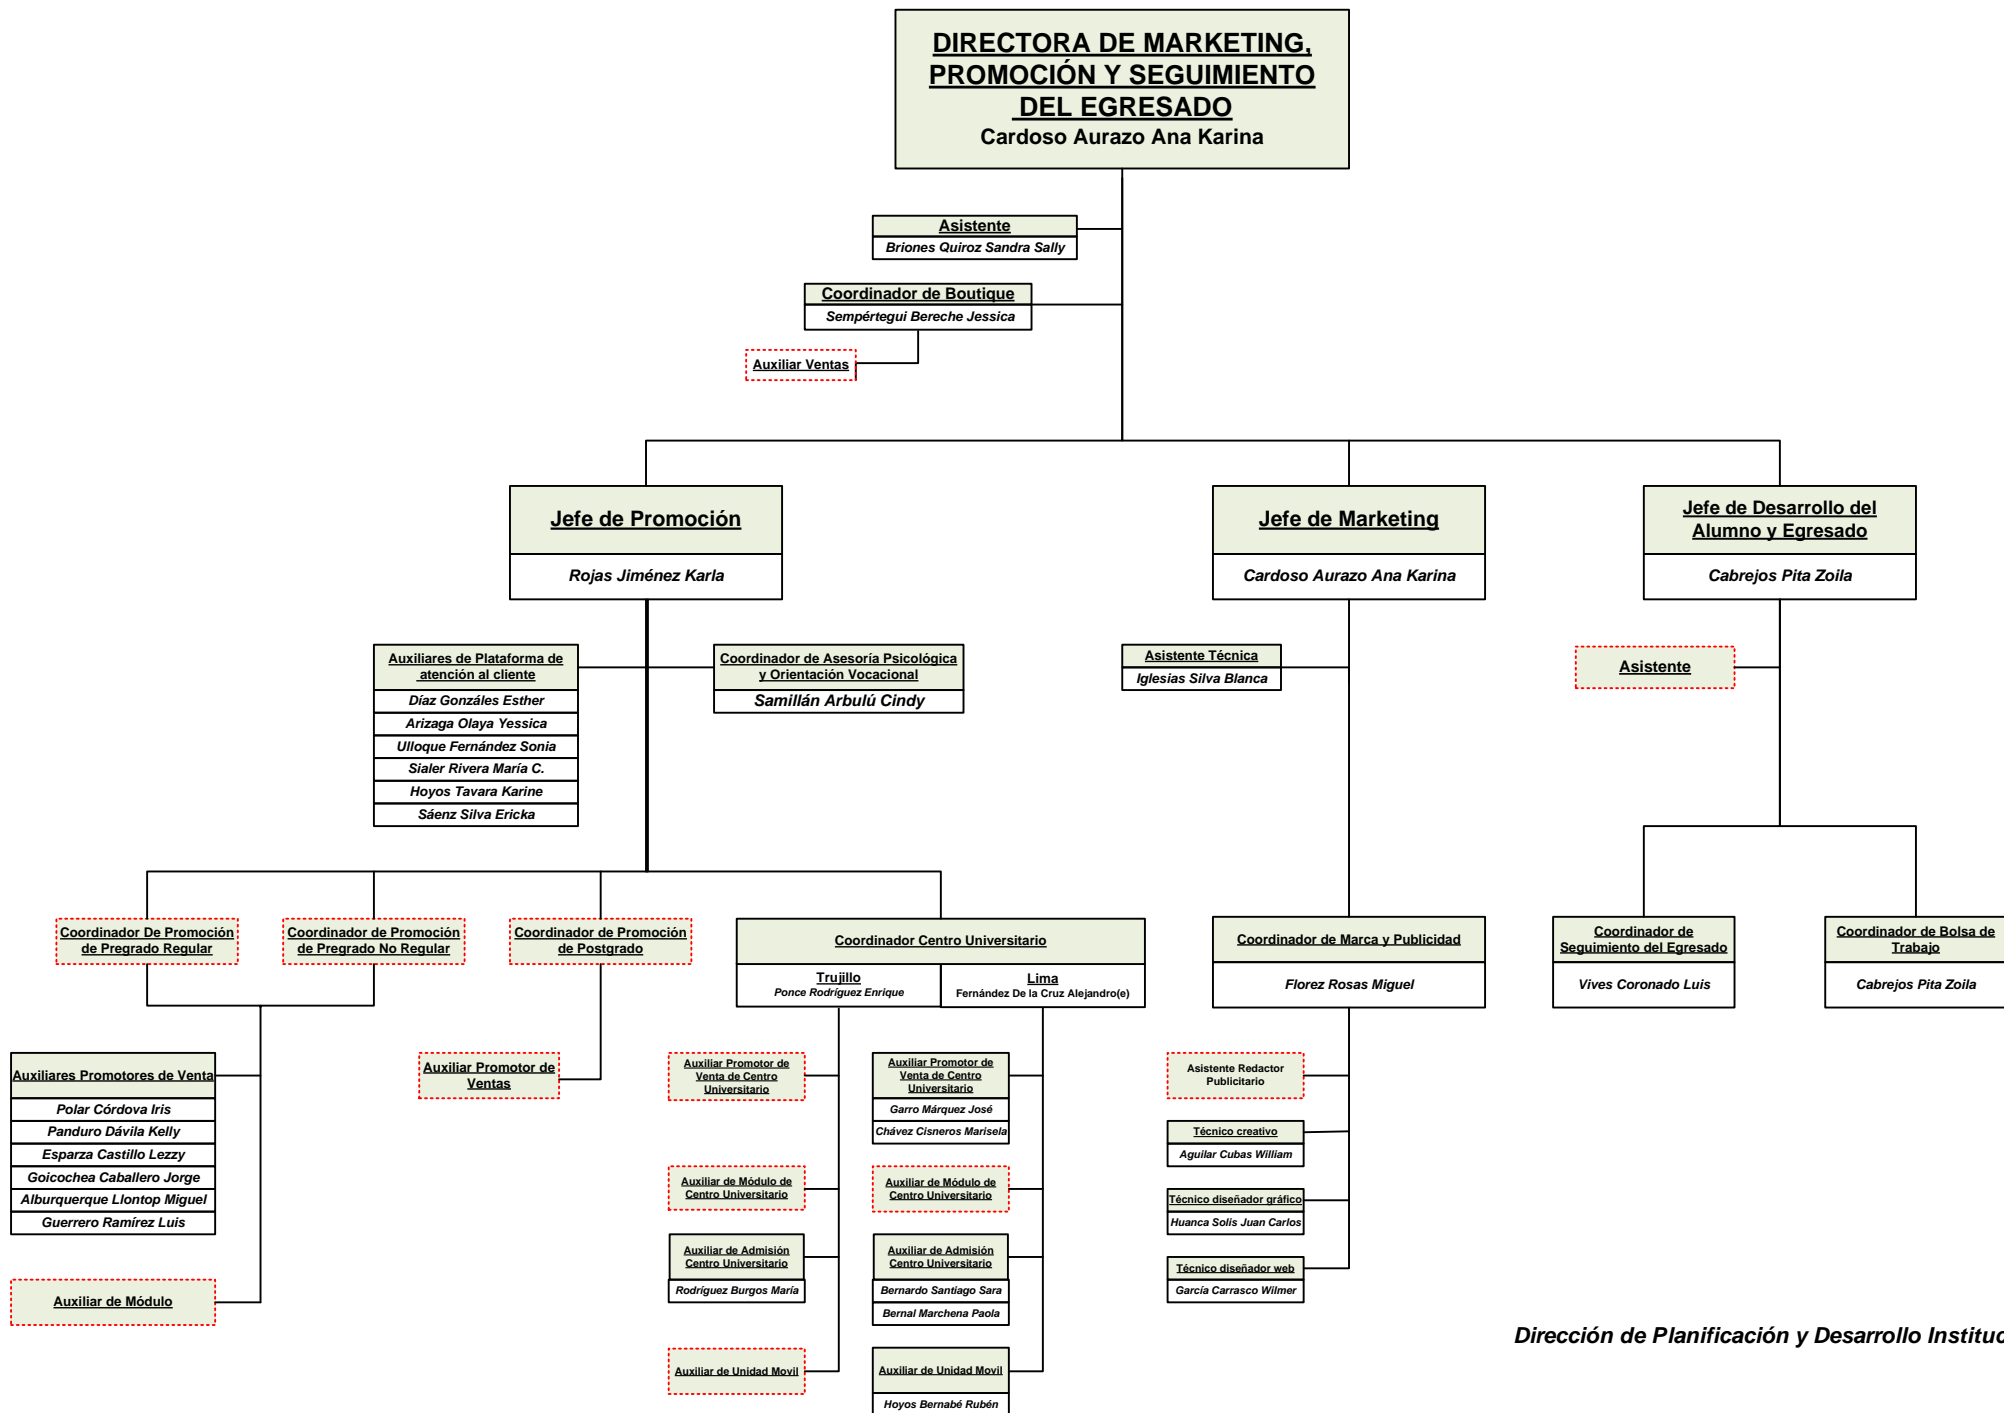 DIRECTORA DE MARKETING,
PROMOCIÓN Y SEGUIMIENTO
DEL EGRESADO
Cardoso Aurazo Ana Karina
Asistente
Briones Quiroz Sandra Sally
Coordinador de Boutique
Sempértegui Bereche Jessica
Auxiliar Ventas
Jefe de Promoción
Rojas Jiménez Karla
Jefe de Marketing
Cardoso Aurazo Ana Karina
Jefe de Desarrollo del
Alumno y Egresado
Cabrejos Pita Zoila
Auxiliares de Plataforma de
atención al cliente
Díaz Gonzáles Esther
Arizaga Olaya Yessica
Ulloque Fernández Sonia
Sialer Rivera María C.
Hoyos Tavara Karine
Sáenz Silva Ericka
Coordinador de Asesoría Psicológica
y Orientación Vocacional
Samillán Arbulú Cindy
Asistente Técnica
Iglesias Silva Blanca
Asistente
Coordinador De Promoción
de Pregrado Regular
Coordinador de Promoción
de Pregrado No Regular
Coordinador de Promoción
de Postgrado
Coordinador Centro Universitario
Trujillo
Ponce Rodríguez Enrique
Lima
Fernández De la Cruz Alejandro(e)
Coordinador de Marca y Publicidad
Florez Rosas Miguel
Coordinador de
Seguimiento del Egresado
Vives Coronado Luis
Coordinador de Bolsa de
Trabajo
Cabrejos Pita Zoila
Auxiliares Promotores de Venta
Polar Córdova Iris
Panduro Dávila Kelly
Esparza Castillo Lezzy
Goicochea Caballero Jorge
Alburquerque Llontop Miguel
Guerrero Ramírez Luis
Auxiliar de Módulo
Auxiliar Promotor de
Ventas
Auxiliar Promotor de
Venta de Centro
Universitario
Auxiliar de Módulo de
Centro Universitario
Auxiliar de Admisión
Centro Universitario
Rodríguez Burgos María
Auxiliar de Unidad Movil
Auxiliar Promotor de
Venta de Centro
Universitario
Garro Márquez José
Chávez Cisneros Marisela
Auxiliar de Módulo de
Centro Universitario
Auxiliar de Admisión
Centro Universitario
Bernardo Santiago Sara
Bernal Marchena Paola
Auxiliar de Unidad Movil
Hoyos Bernabé Rubén
Asistente Redactor
Publicitario
Técnico creativo
Aguilar Cubas William
Técnico diseñador gráfico
Huanca Solis Juan Carlos
Técnico diseñador web
García Carrasco Wilmer
Dirección de Planificación y Desarrollo Instituc